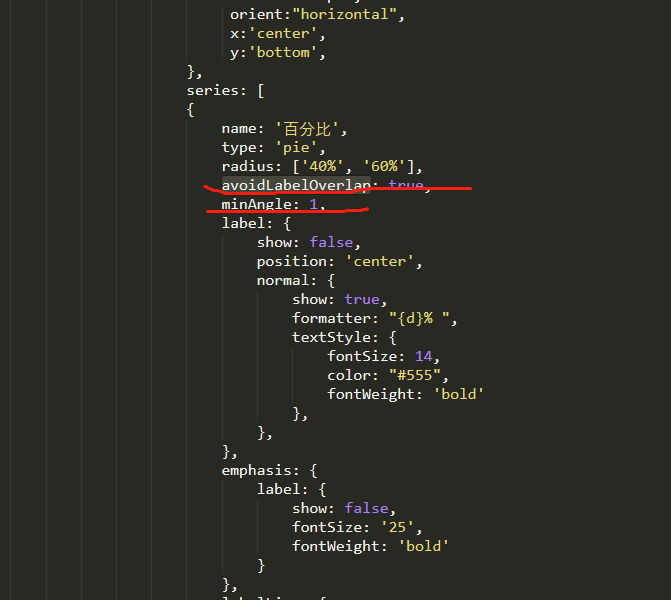 orient:"horizontal",
x:'center',
y:'bottom',
},
series: [
{
name: '百分比',
type: 'pie',
radius: ['40%', '60%'],
avoidLabelOverlap: true,
minAngle: 1,
label: {
show: false,
position: 'center',
normal: {
show: true,
formatter: "{d}% ",
textStyle: {
fontSize: 14,
color: "#555",
fontWeight: 'bold'
},
},
},
emphasis: {
label: {
show: false,
fontSize: '25',
fontWeight: 'bold'
}
},